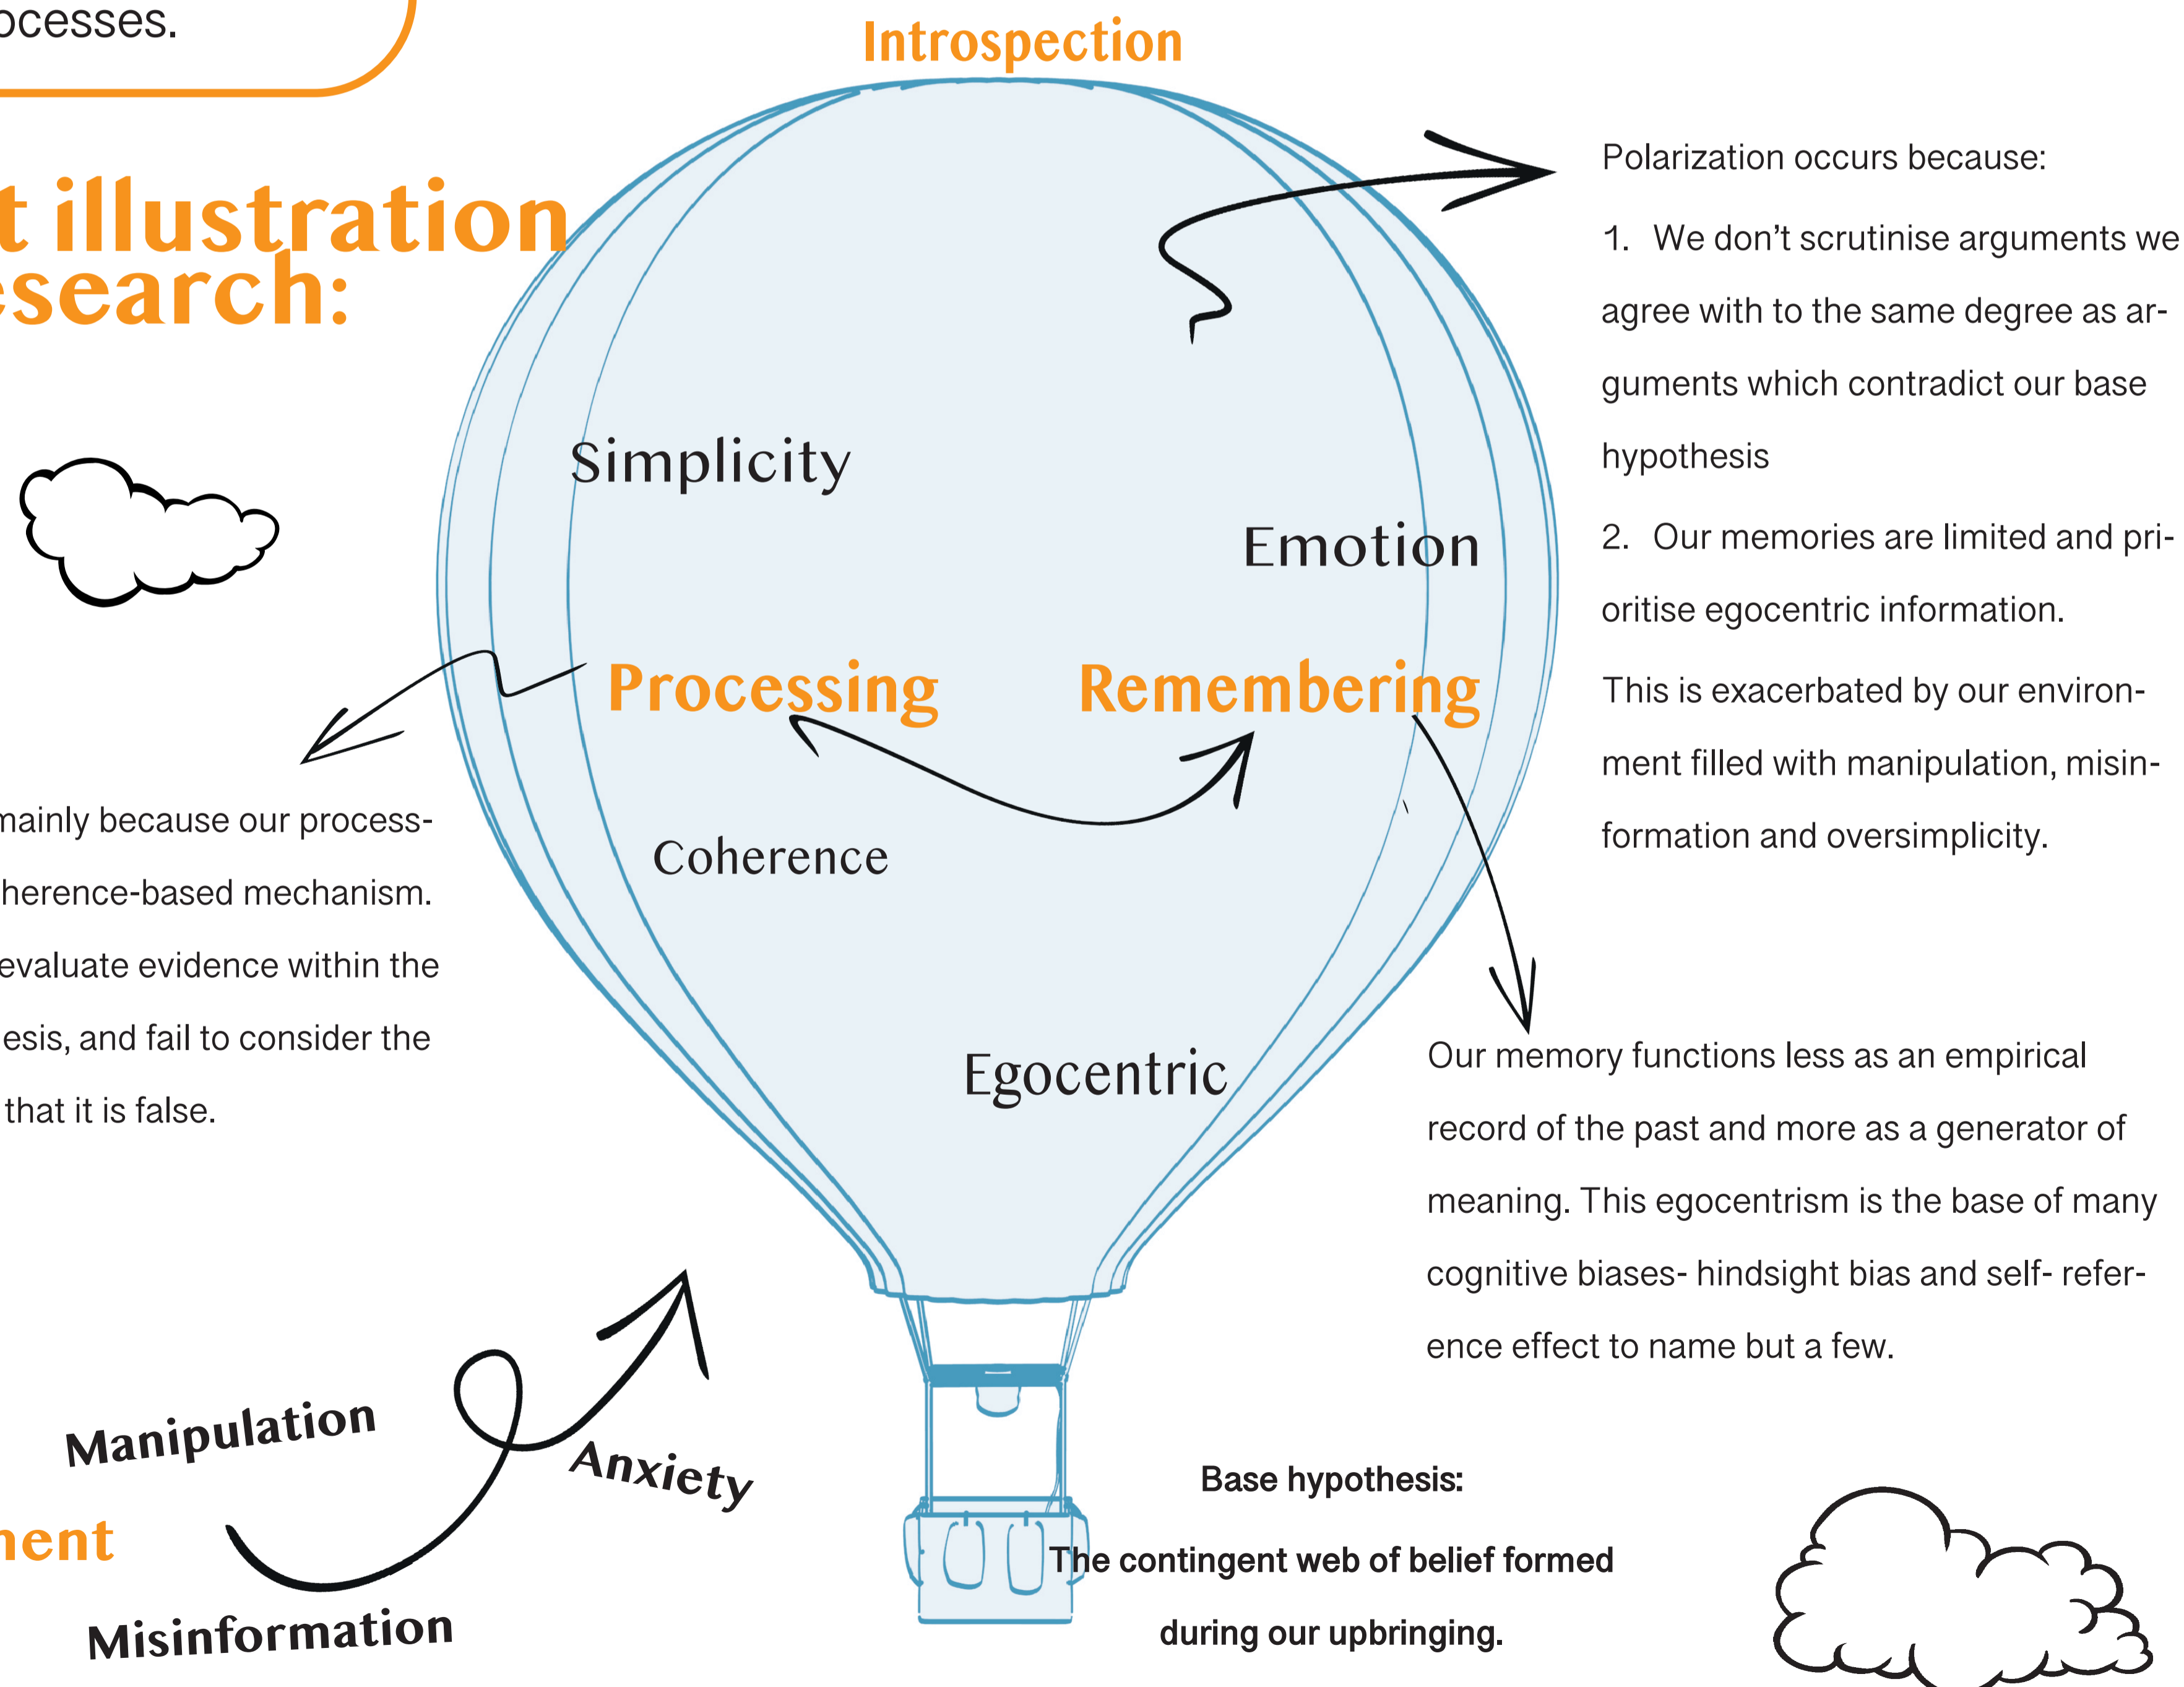 ocesses.
Introspection
t illustration
esearch:
Polarization occurs because:
1. We don't scrutinise arguments we
agree with to the same degree as ar-
guments which contradict our base
hypothesis
2. Our memories are limited and pri-
oritise egocentric information.
This is exacerbated by our environ-
ment filled with manipulation, misin-
formation and oversimplicity.
Simplicity
Emotion
Processing
Remembering
Coherence
Egocentric
mainly because our process-
herence-based mechanism.
evaluate evidence within the
esis, and fail to consider the
that it is false.
Our memory functions less as an empirical
record of the past and more as a generator of
meaning. This egocentrism is the base of many
cognitive biases- hindsight bias and self- refer-
ence effect to name but a few.
Manipulation
Anxiety
nent
Misinformation
Base hypothesis:
The contingent web of belief formed
during our upbringing.